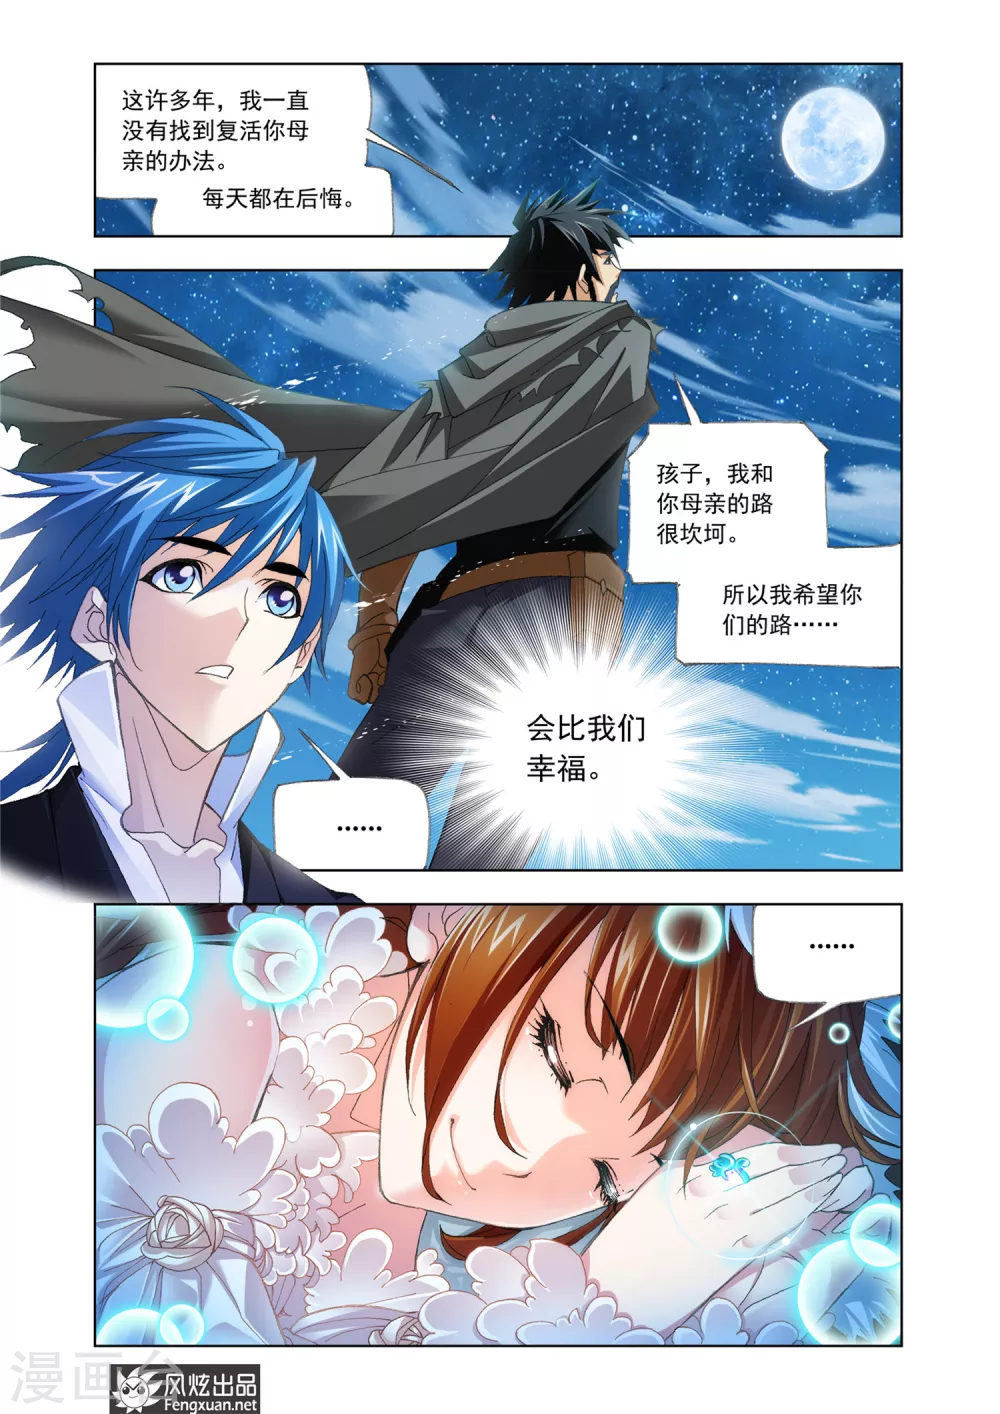 这许多年，我一直
没有找到复活你母
亲的办法。
每天都在后悔。
孩子，我和
你母亲的路
很坎坷。
所以我希望你
们的路……
会比我们
幸福。
……
……
漫画台
风炫出品
Fengxuan.net